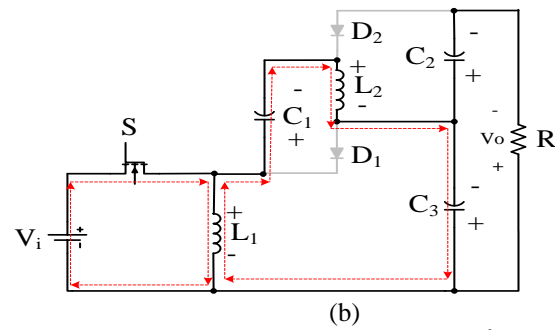 D₂
-
-
+
C₂
+
L₂
-
-
C₁
+
+
-
vₒ
+
R
S
D₁
-
C₃
+
Vᵢ
+
-
+
L₁
-
(b)